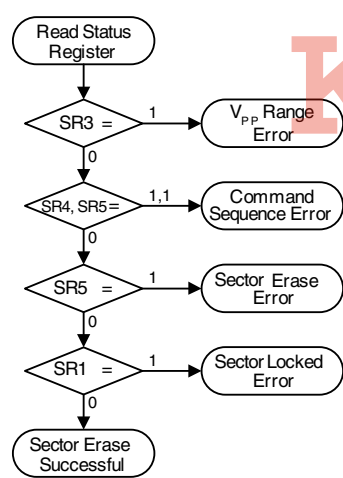 Read Status
Register
SR3 =
1
V_PP Range
Error
0
SR4, SR5=
1,1
Command
Sequence Error
0
SR5 =
1
Sector Erase
Error
0
SR1 =
1
Sector Locked
Error
0
Sector Erase
Successful
K